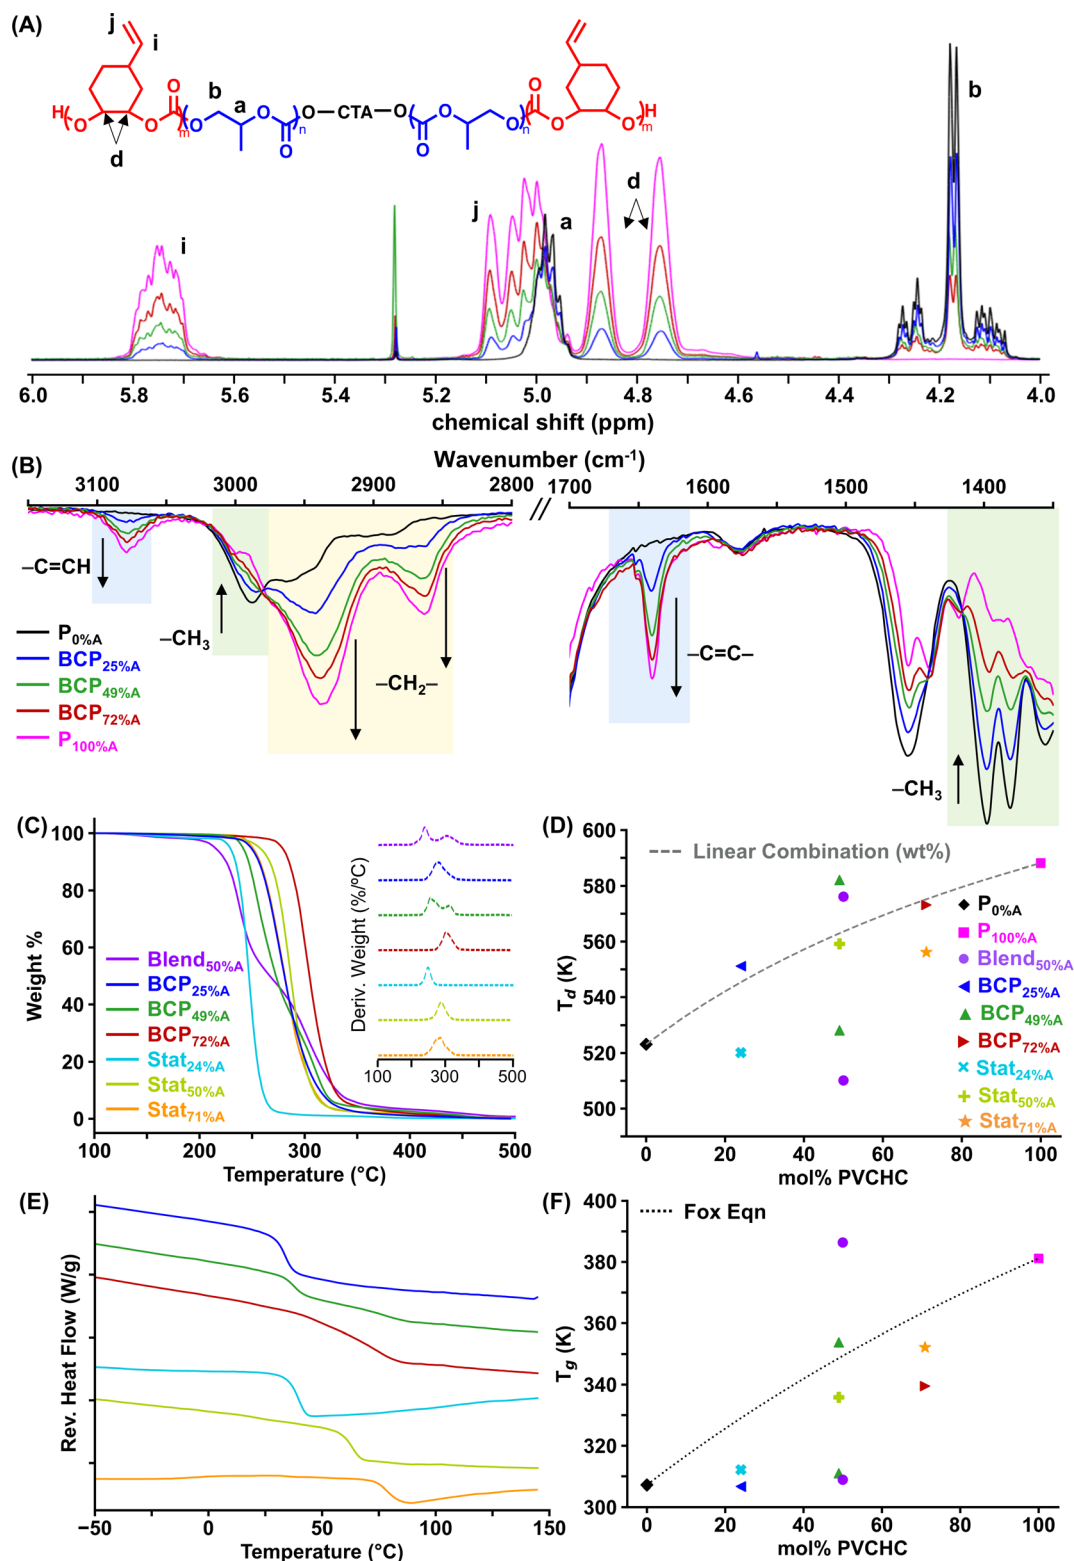 (A)
j
i
b
a
d
H
O
O
O
m
O
O
O
n
O
O–CTA–O
O
O
O
n
O
O
O
H
m
b
d
j
a
i
6.0 5.8 5.6 5.4 5.2 5.0 4.8 4.6 4.4 4.2 4.0
chemical shift (ppm)
(B)
Wavenumber (cm-1)
3100 3000 2900 2800 // 1700 1600 1500 1400
–C=CH
–CH3
–CH2–
–C=C–
–CH3
P0%A
BCP25%A
BCP49%A
BCP72%A
P100%A
(C)
Weight %
100
80
60
40
20
0
100 200 300 400 500
Temperature (°C)
Blend50%A
BCP25%A
BCP49%A
BCP72%A
Stat24%A
Stat50%A
Stat71%A
Deriv. Weight (%/ºC)
100 300 500
(D)
Td (K)
600
580
560
540
520
500
0 20 40 60 80 100
mol% PVCHC
Linear Combination (wt%)
P0%A
P100%A
Blend50%A
BCP25%A
BCP49%A
BCP72%A
Stat24%A
Stat50%A
Stat71%A
(E)
Rev. Heat Flow (W/g)
−50 0 50 100 150
Temperature (°C)
(F)
Tg (K)
400
380
360
340
320
300
0 20 40 60 80 100
mol% PVCHC
Fox Eqn